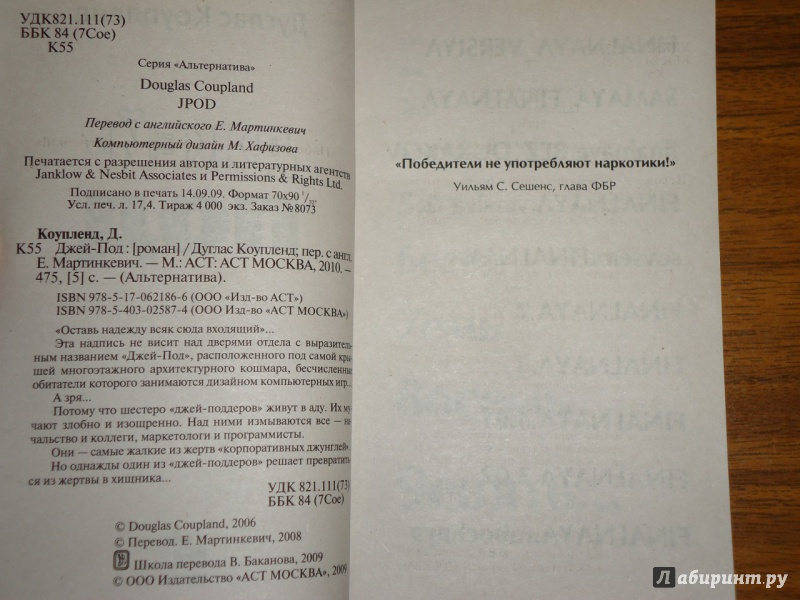 УДК821.111(73)
ББК 84 (7Сое)
К55
Серия «Альтернатива»
Douglas Coupland
JPOD
Перевод с английского Е. Мартинкевич
Компьютерный дизайн М. Хафизова
Печатается с разрешения автора и литературных агентств
Janklow & Nesbit Associates и Permissions & Rights Ltd.
Подписано в печать 14.09.09. Формат 70х90
Усл. печ. л. 17,4. Тираж 4 000 экз. Заказ № 8073
Коупленд, Д.
К55 Джей-Под : [роман] / Дуглас Коупленд; пер. с англ.
Е. Мартинкевич. — М.: АСТ: АСТ МОСКВА, 2010. —
475, [5] с. — (Альтернатива).
ISBN 978-5-17-062186-6 (ООО «Изд-во АСТ»)
ISBN 978-5-403-02587-4 (ООО Изд-во «АСТ МОСКВА»)
«Оставь надежду всяк сюда входящий»...
Эта надпись не висит над дверями отдела с выразитель-
ным названием «Джей-Под», расположенного под самой кры-
шей многоэтажного архитектурного кошмара, бесчисленные
обитатели которого занимаются дизайном компьютерных игр...
А зря...
Потому что шестеро «джей-поддеров» живут в аду. Их му-
чают злобно и изощренно. Над ними измываются все – на-
чальство и коллеги, маркетологи и программисты.
Они — самые жалкие из жертв «корпоративных джунглей».
Но однажды один из «джей-поддеров» решает превратить-
ся из жертвы в хищника...
УДК 821.111(73)
ББК 84 (7Сое)
© Douglas Coupland, 2006
© Перевод. Е. Мартинкевич, 2008
Школа перевода В. Баканова, 2009
© ООО Издательство «АСТ МОСКВА», 2009
«Победители не употребляют наркотики!»
Уильям С. Сешенс, глава ФБР
Лабиринт.ру